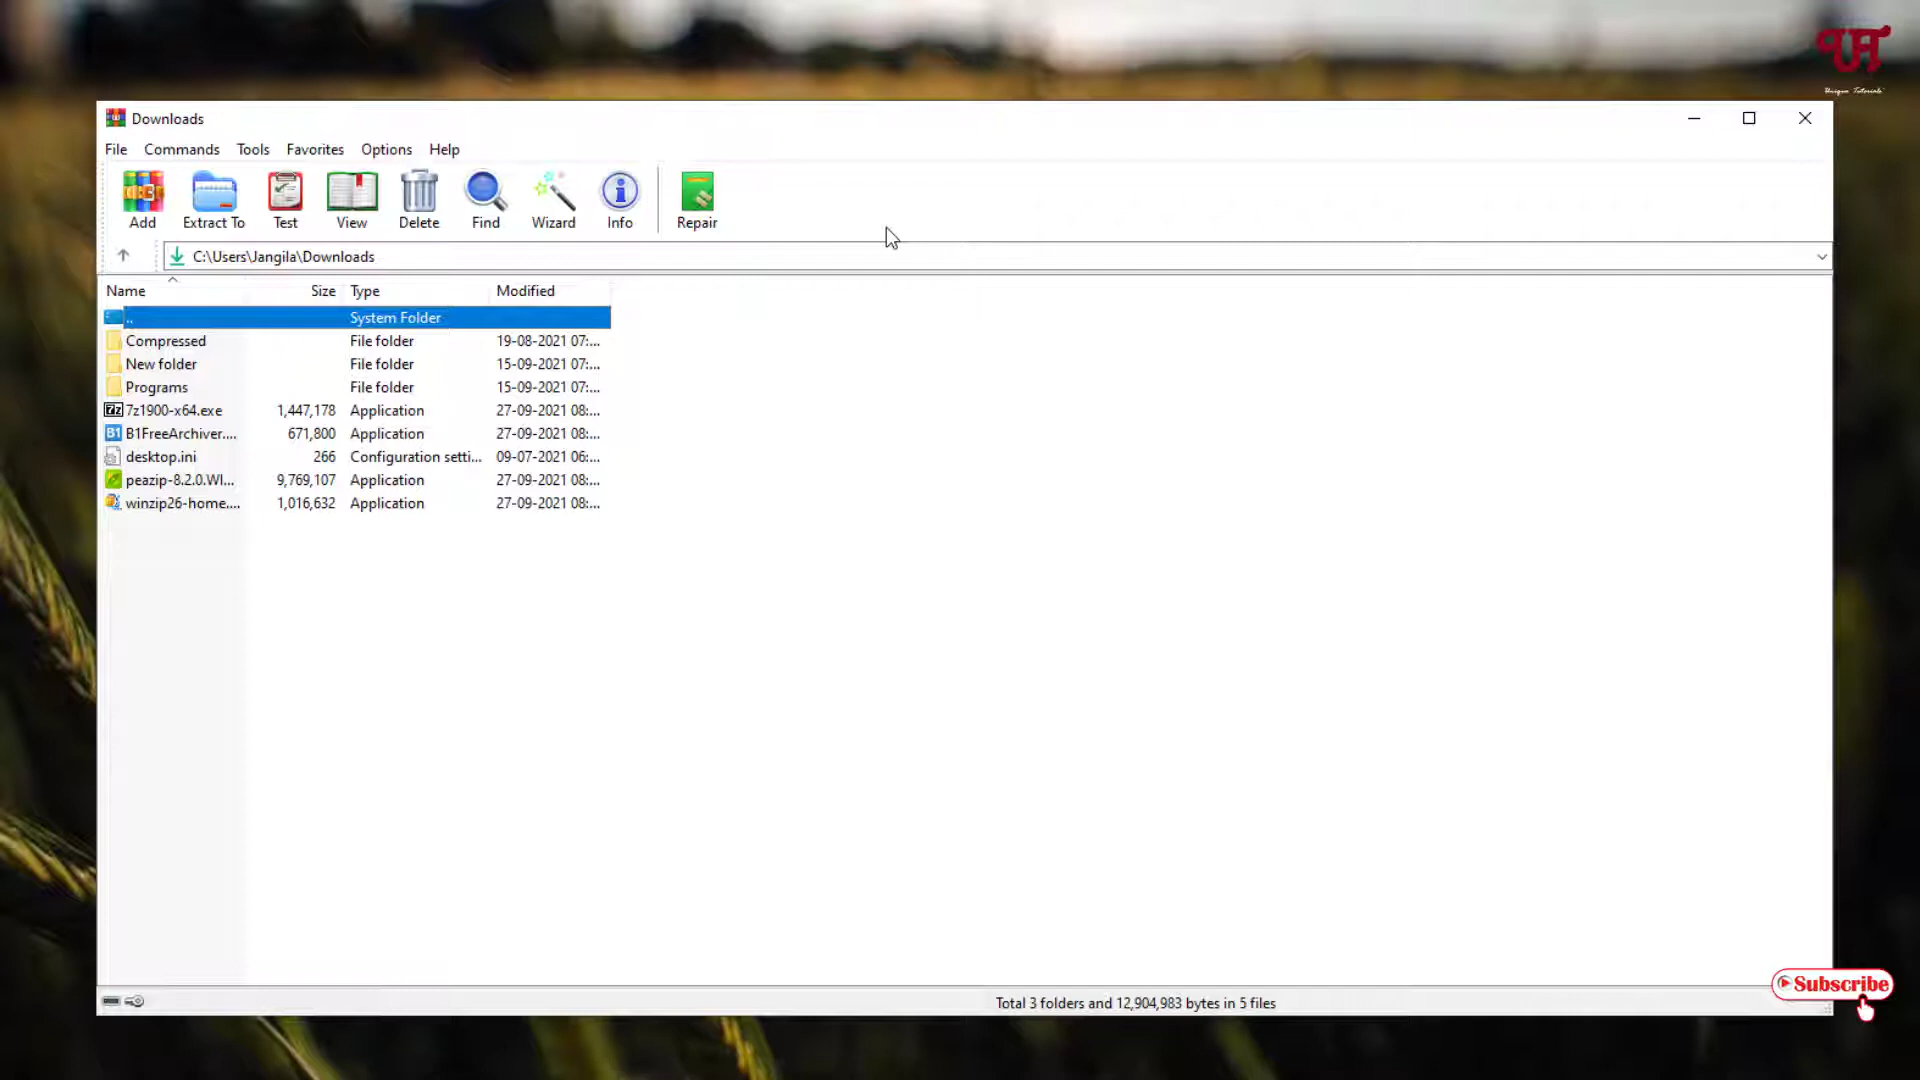 UA
Unique Tutorials
Downloads
File Commands Tools Favorites Options Help
Add Extract To Test View Delete Find Wizard Info Repair
C:\Users\Jangila\Downloads
Name Size Type Modified
.. System Folder
Compressed File folder 19-08-2021 07:...
New folder File folder 15-09-2021 07:...
Programs File folder 15-09-2021 07:...
7z 7z1900-x64.exe 1,447,178 Application 27-09-2021 08:...
B1 B1FreeArchiver.... 671,800 Application 27-09-2021 08:...
desktop.ini 266 Configuration setti... 09-07-2021 06:...
peazip-8.2.0.WI... 9,769,107 Application 27-09-2021 08:...
winzip26-home.... 1,016,632 Application 27-09-2021 08:...
Subscribe
Total 3 folders and 12,904,983 bytes in 5 files